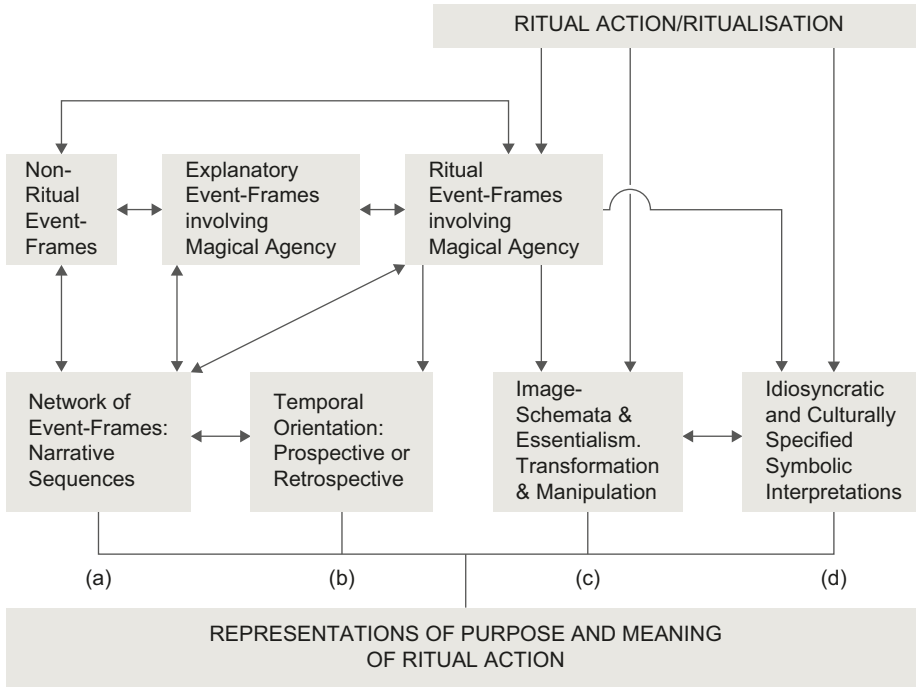 RITUAL ACTION/RITUALISATION
Non-
Ritual
Event-
Frames
Explanatory
Event-Frames
involving
Magical Agency
Ritual
Event-Frames
involving
Magical Agency
Network of
Event-Frames:
Narrative
Sequences
Temporal
Orientation:
Prospective or
Retrospective
Image-
Schemata &
Essentialism.
Transformation
& Manipulation
Idiosyncratic
and Culturally
Specified
Symbolic
Interpretations
(a)
(b)
(c)
(d)
REPRESENTATIONS OF PURPOSE AND MEANING
OF RITUAL ACTION